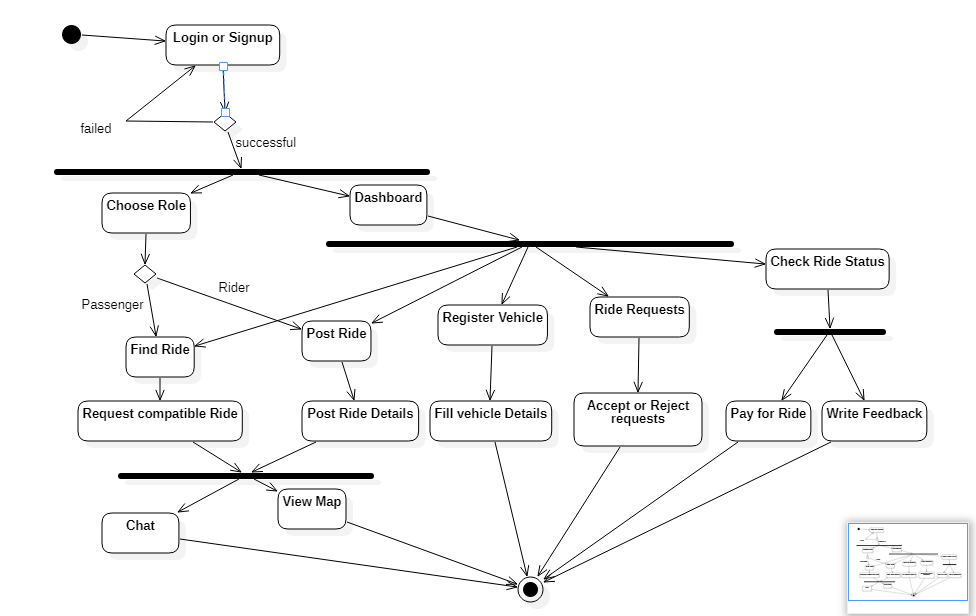 Login or Signup
failed
successful
Choose Role
Dashboard
Check Ride Status
Rider
Passenger
Register Vehicle
Ride Requests
Find Ride
Post Ride
Request compatible Ride
Post Ride Details
Fill vehicle Details
Accept or Reject
requests
Pay for Ride
Write Feedback
View Map
Chat